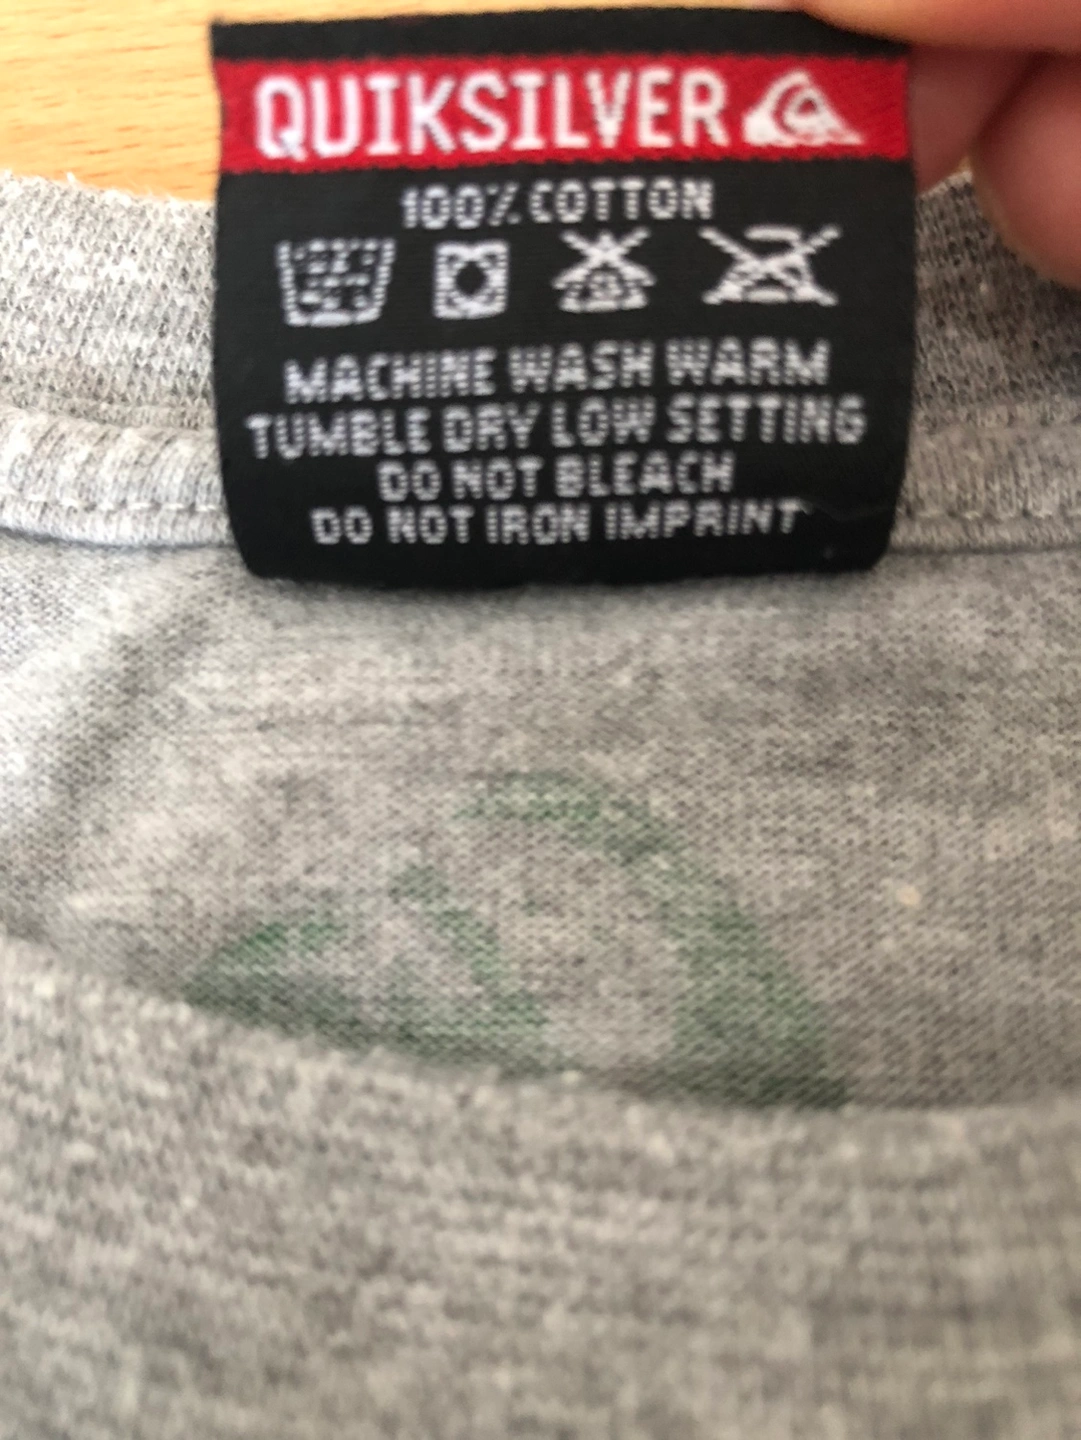 QUIKSILVER
100% COTTON
MACHINE WASH WARM
TUMBLE DRY LOW SETTING
DO NOT BLEACH
DO NOT IRON IMPRINT